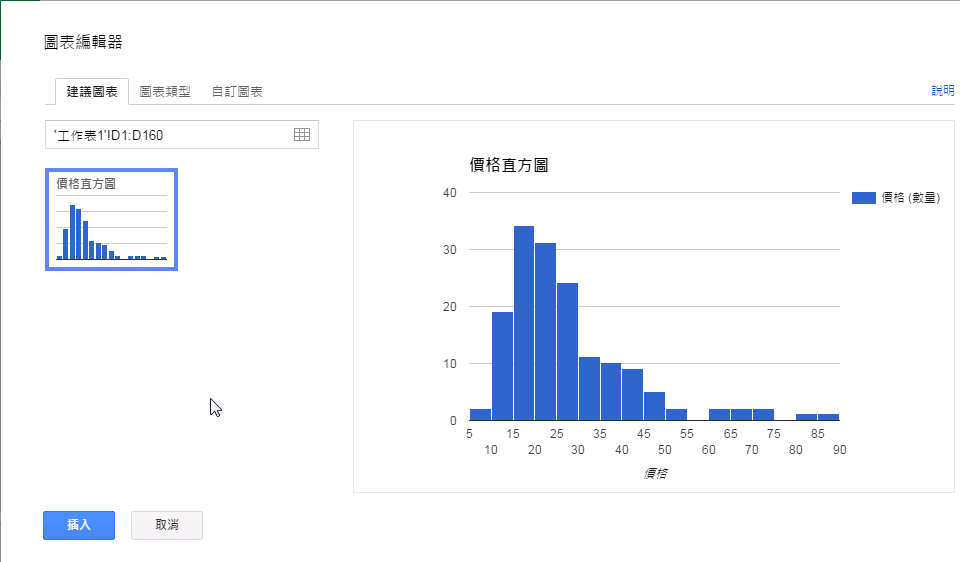 圖表編輯器
建議圖表 圖表類型 自訂圖表 說明
'工作表1'!D1:D160
價格直方圖
價格直方圖
價格 (數量)
40
30
20
10
0
5 15 25 35 45 55 65 75 85
10 20 30 40 50 60 70 80 90
價格
插入 取消